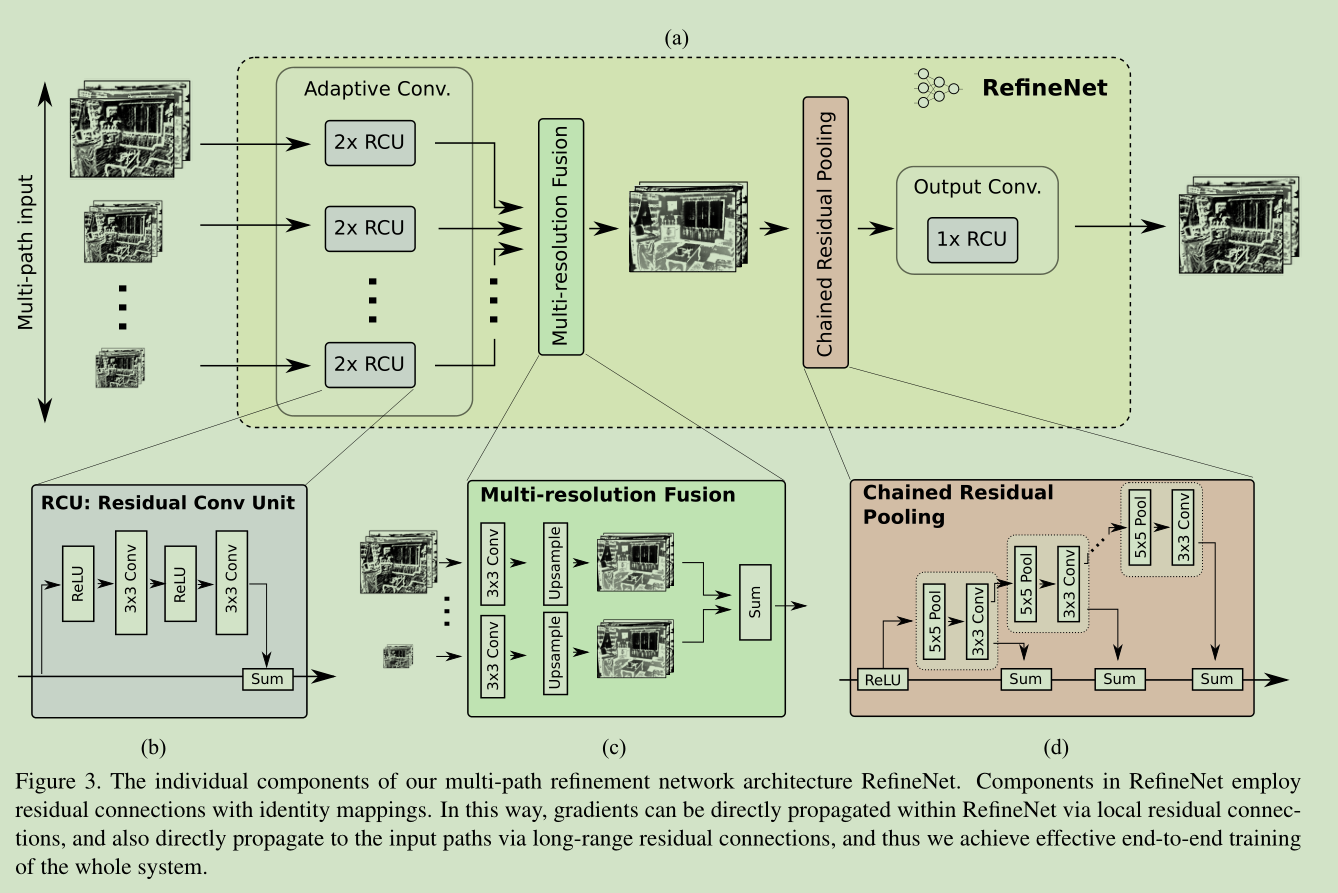 (a)
Multi-path input
Adaptive Conv.
2x RCU
2x RCU
2x RCU
Multi-resolution Fusion
Chained Residual Pooling
RefineNet
Output Conv.
1x RCU
RCU: Residual Conv Unit
ReLU
3x3 Conv
ReLU
3x3 Conv
Sum
Multi-resolution Fusion
3x3 Conv
Upsample
3x3 Conv
Upsample
Sum
Chained Residual
Pooling
5x5 Pool
3x3 Conv
5x5 Pool
3x3 Conv
5x5 Pool
3x3 Conv
ReLU
Sum
Sum
Sum
(b)
(c)
(d)
Figure 3. The individual components of our multi-path refinement network architecture RefineNet. Components in RefineNet employ
residual connections with identity mappings. In this way, gradients can be directly propagated within RefineNet via local residual connec-
tions, and also directly propagate to the input paths via long-range residual connections, and thus we achieve effective end-to-end training
of the whole system.